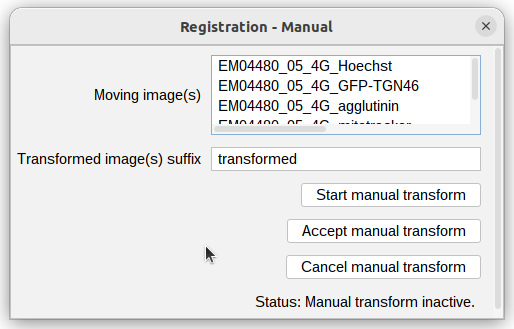 Registration - Manual
Moving image(s)
EM04480_05_4G_Hoechst
EM04480_05_4G_GFP-TGN46
EM04480_05_4G_agglutinin
Transformed image(s) suffix
transformed
Start manual transform
Accept manual transform
Cancel manual transform
Status: Manual transform inactive.